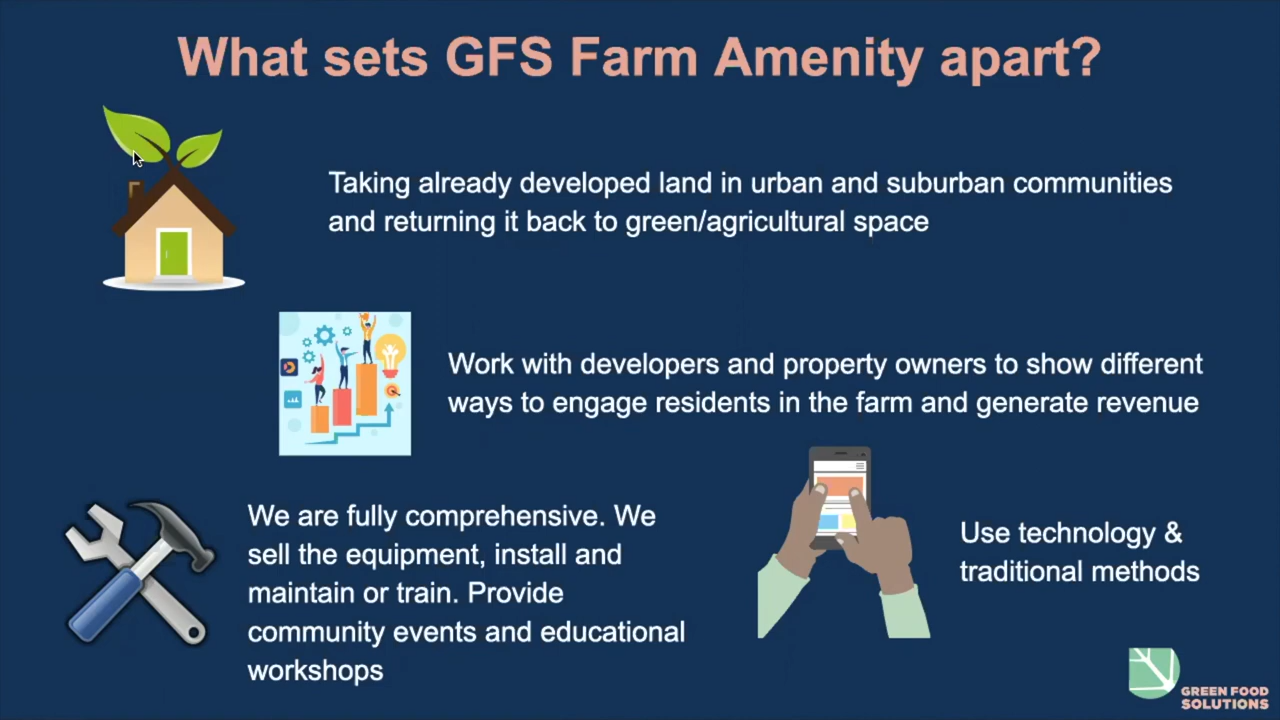 What sets GFS Farm Amenity apart?
Taking already developed land in urban and suburban communities
and returning it back to green/agricultural space
Work with developers and property owners to show different
ways to engage residents in the farm and generate revenue
We are fully comprehensive. We
sell the equipment, install and
maintain or train. Provide
community events and educational
workshops
Use technology &
traditional methods
GREEN FOOD
SOLUTIONS